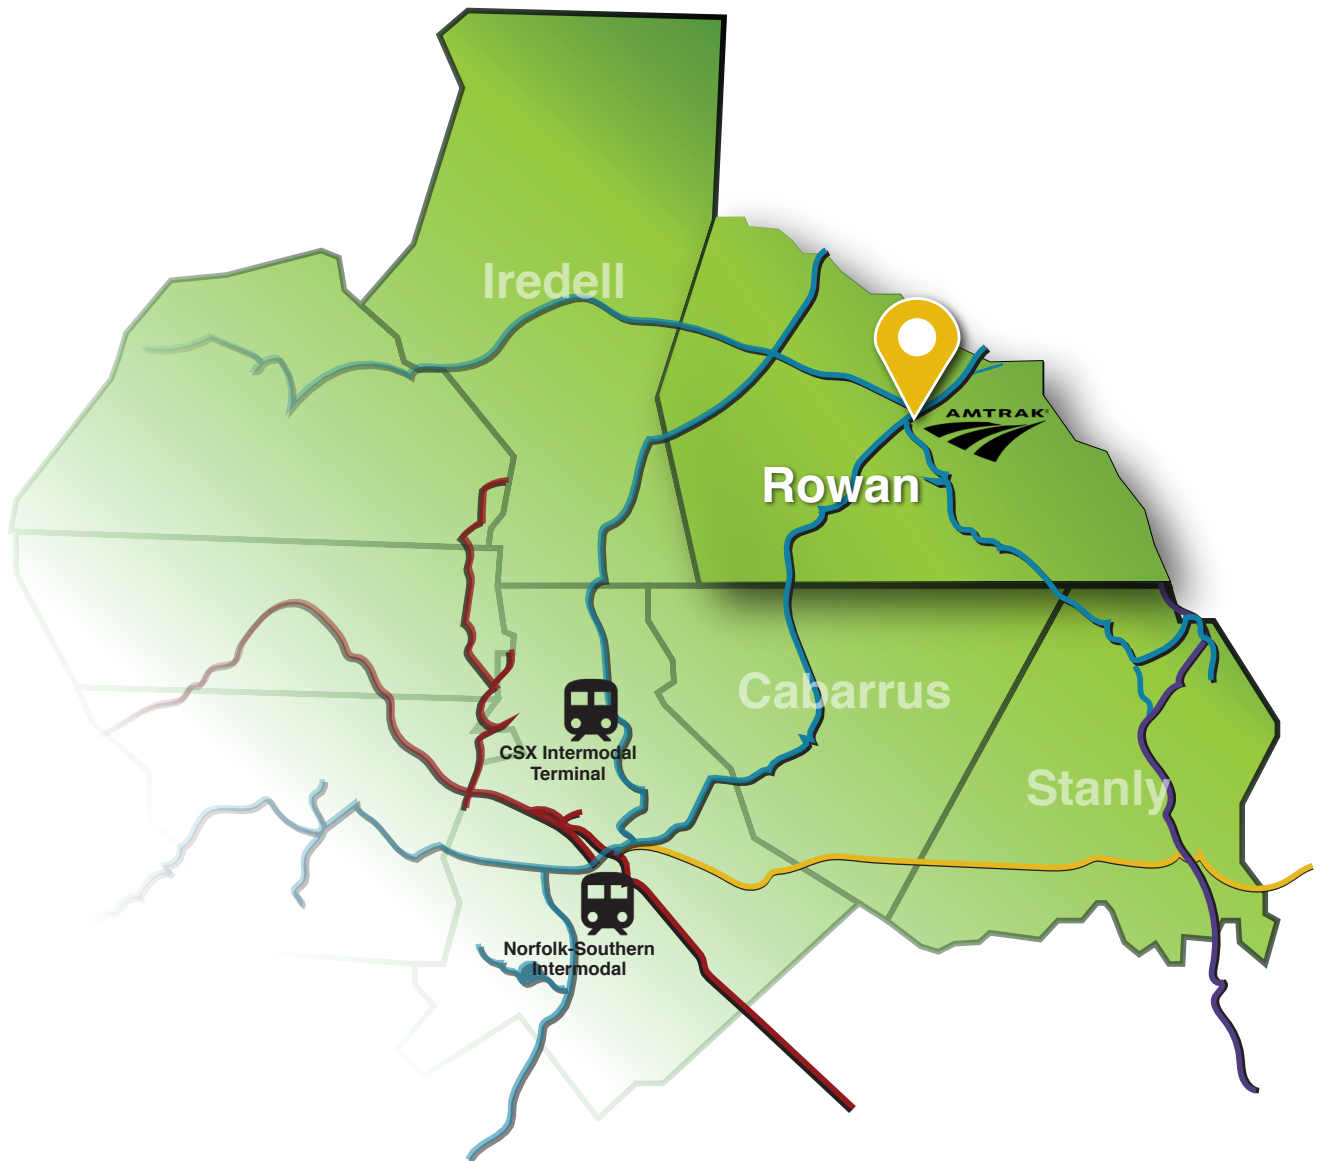 Iredell
AMTRAK®
Rowan
Cabarrus
CSX Intermodal
Terminal
Stanly
Norfolk-Southern
Intermodal